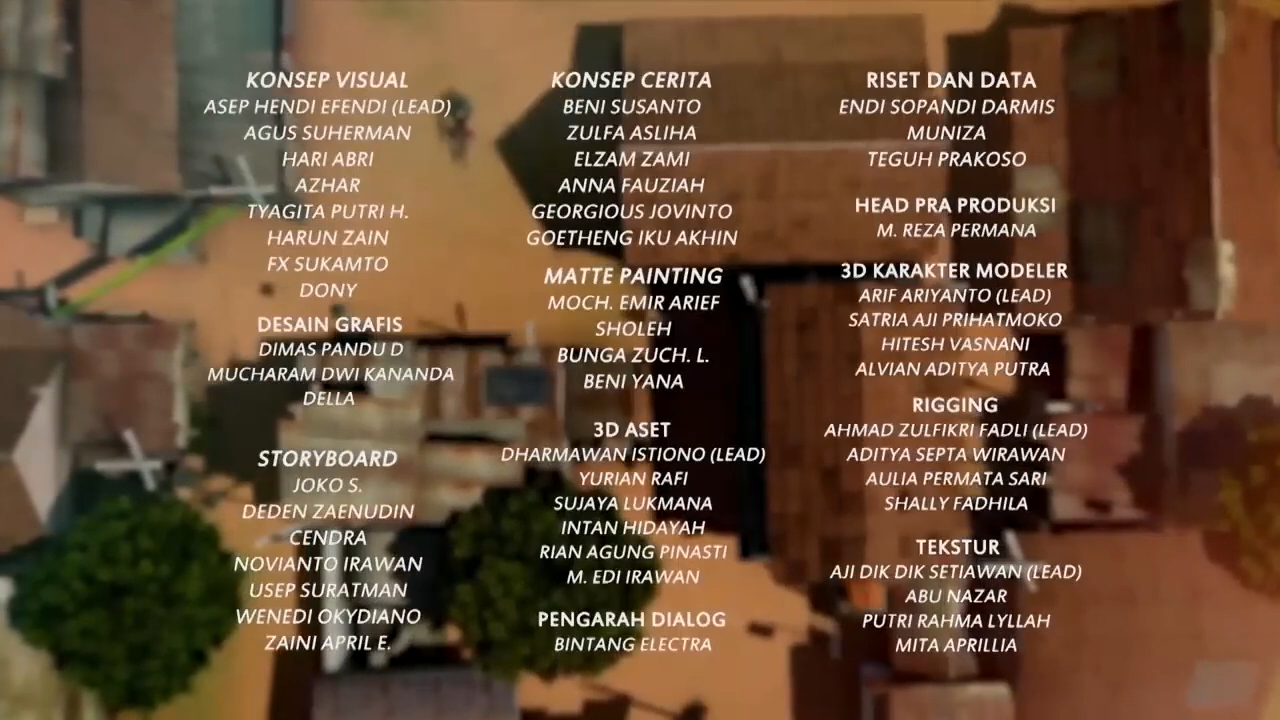 KONSEP VISUAL
ASEP HENDI EFENDI (LEAD)
AGUS SUHERMAN
HARI ABRI
AZHAR
TYAGITA PUTRI H.
HARUN ZAIN
FX SUKAMTO
DONY
DESAIN GRAFIS
DIMAS PANDU D
MUCHARAM DWI KANANDA
DELLA
STORYBOARD
JOKO S.
DEDEN ZAENUDIN
CENDRA
NOVIANTO IRAWAN
USEP SURATMAN
WENEDI OKYDIANO
ZAINI APRIL E.
KONSEP CERITA
BENI SUSANTO
ZULFA ASLIHA
ELZAM ZAMI
ANNA FAUZIAH
GEORGIOUS JOVINTO
GOETHENG IKU AKHIN
MATTE PAINTING
MOCH. EMIR ARIEF
SHOLEH
BUNGA ZUCH. L.
BENI YANA
3D ASET
DHARMAWAN ISTIONO (LEAD)
YURIAN RAFI
SUJAYA LUKMANA
INTAN HIDAYAH
RIAN AGUNG PINASTI
M. EDI IRAWAN
PENGARAH DIALOG
BINTANG ELECTRA
RISET DAN DATA
ENDI SOPANDI DARMIS
MUNIZA
TEGUH PRAKOSO
HEAD PRA PRODUKSI
M. REZA PERMANA
3D KARAKTER MODELER
ARIF ARIYANTO (LEAD)
SATRIA AJI PRIHATMOKO
HITESH VASNANI
ALVIAN ADITYA PUTRA
RIGGING
AHMAD ZULFIKRI FADLI (LEAD)
ADITYA SEPTA WIRAWAN
AULIA PERMATA SARI
SHALLY FADHILA
TEKSTUR
AJI DIK DIK SETIAWAN (LEAD)
ABU NAZAR
PUTRI RAHMA LYLLAH
MITA APRILLIA